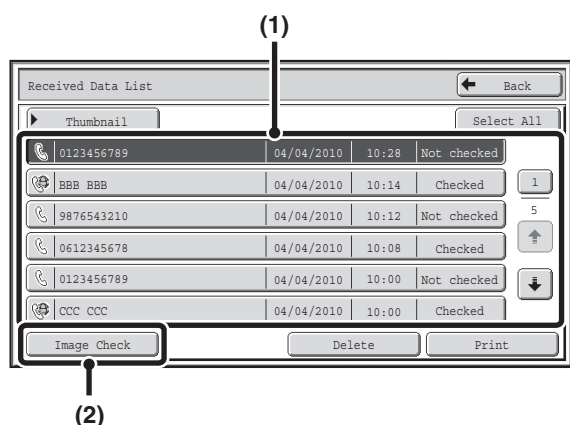 (1)
Received Data List Back
Thumbnail Select All
0123456789 04/04/2010 10:28 Not checked
BBB BBB 04/04/2010 10:14 Checked 1
9876543210 04/04/2010 10:12 Not checked 5
0612345678 04/04/2010 10:08 Checked
0123456789 04/04/2010 10:00 Not checked
CCC CCC 04/04/2010 10:00 Checked
Image Check Delete Print
(2)